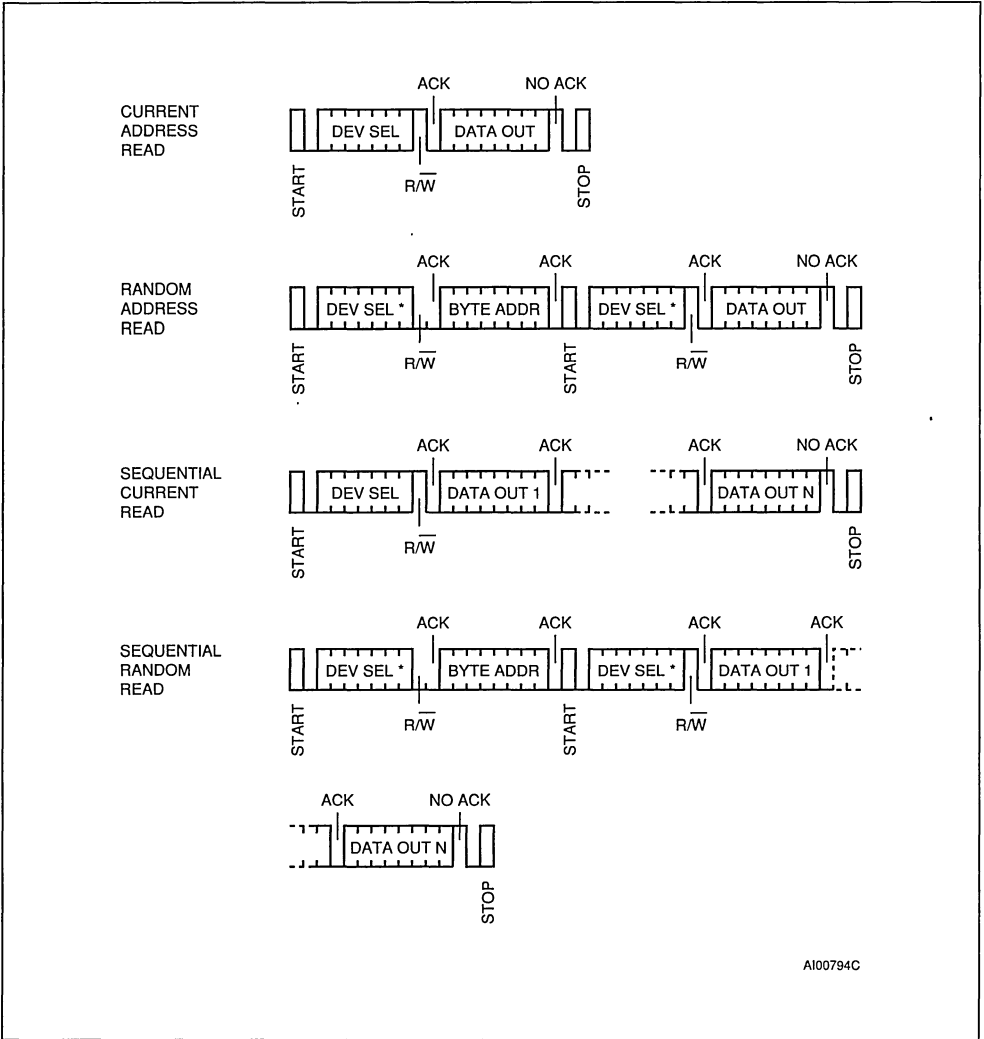 ACK NO ACK
CURRENT
ADDRESS
READ
DEV SEL DATA OUT
START R/W̅ STOP
ACK ACK ACK NO ACK
RANDOM
ADDRESS
READ
DEV SEL * BYTE ADDR DEV SEL * DATA OUT
START R/W̅ START R/W̅ STOP
ACK ACK ACK NO ACK
SEQUENTIAL
CURRENT
READ
DEV SEL DATA OUT 1 DATA OUT N
START R/W̅ STOP
ACK ACK ACK ACK
SEQUENTIAL
RANDOM
READ
DEV SEL * BYTE ADDR DEV SEL * DATA OUT 1
START R/W̅ START R/W̅
ACK NO ACK
DATA OUT N
STOP
AI00794C